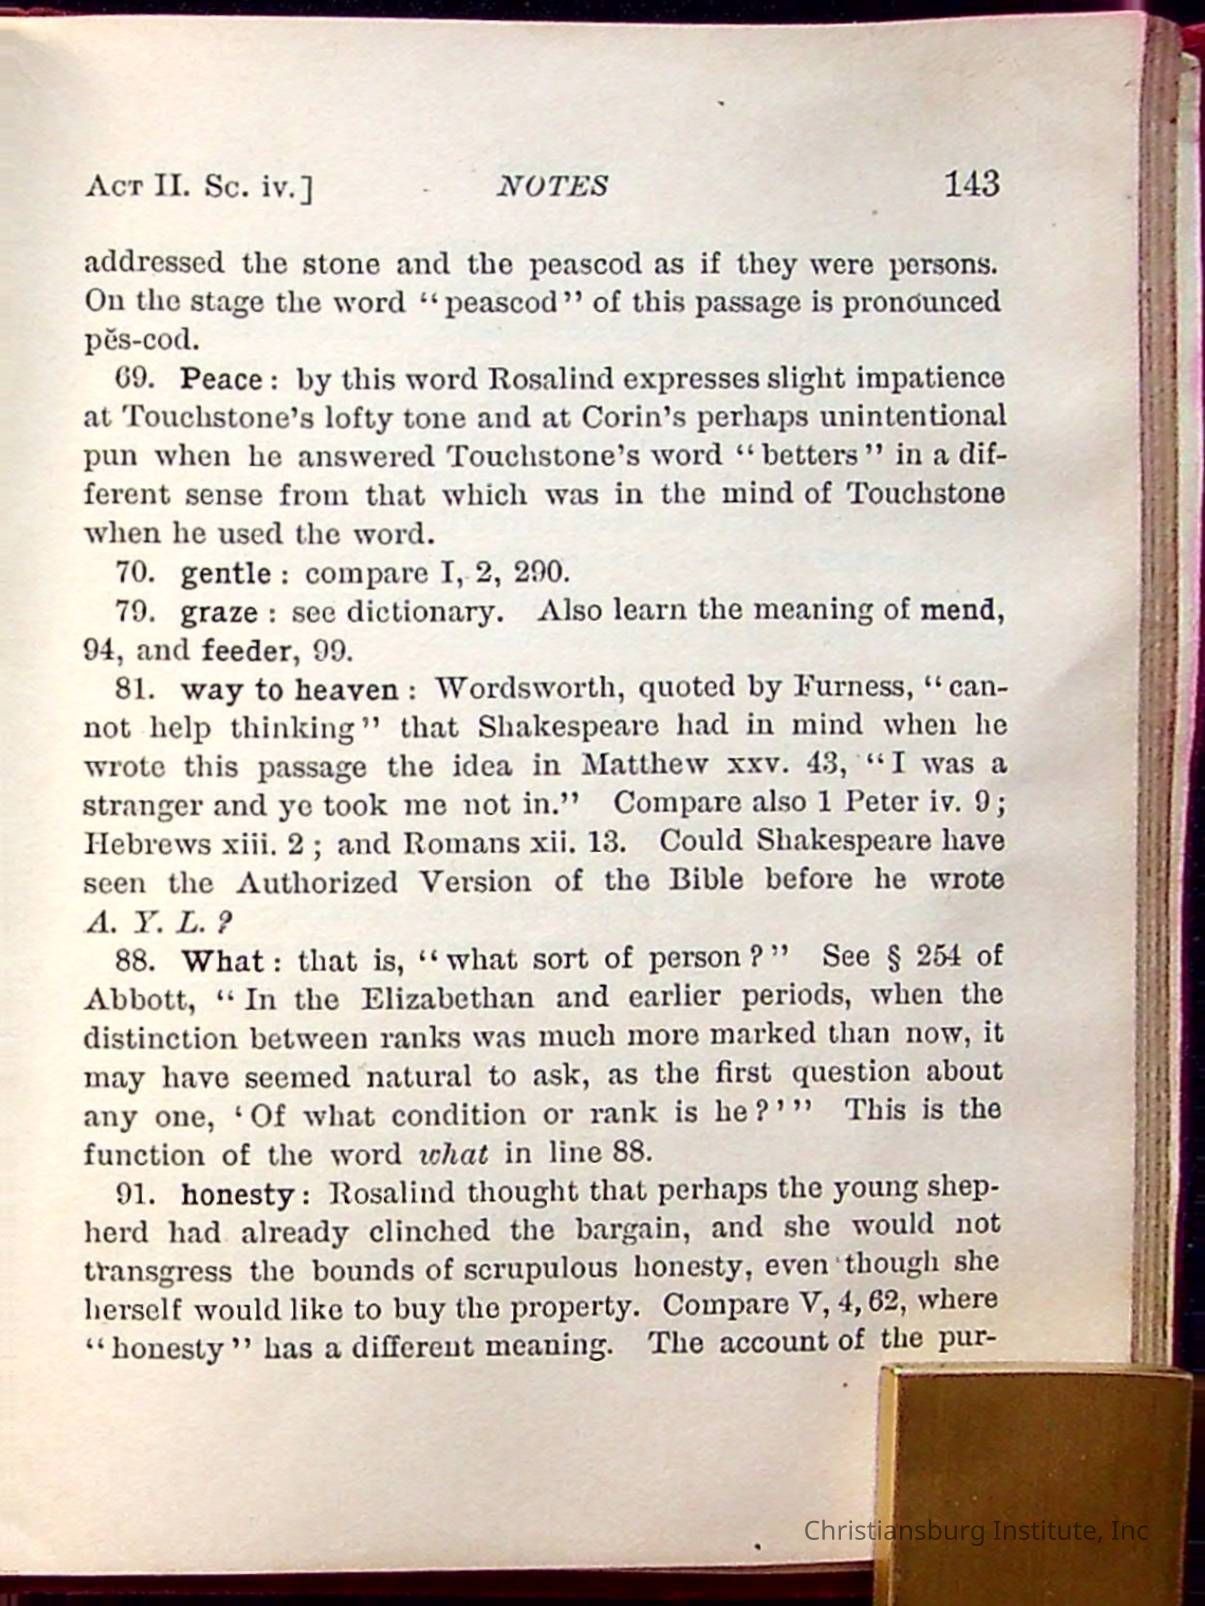 ACT II. Sc. iv.] NOTES 143
addressed the stone and the peascod as if they were persons.
On the stage the word “peascod” of this passage is pronounced
pĕs-cod.
69. Peace: by this word Rosalind expresses slight impatience
at Touchstone’s lofty tone and at Corin’s perhaps unintentional
pun when he answered Touchstone’s word “betters” in a dif-
ferent sense from that which was in the mind of Touchstone
when he used the word.
70. gentle: compare I, 2, 290.
79. graze: see dictionary. Also learn the meaning of mend,
94, and feeder, 99.
81. way to heaven: Wordsworth, quoted by Furness, “can-
not help thinking” that Shakespeare had in mind when he
wrote this passage the idea in Matthew xxv. 43, “I was a
stranger and ye took me not in.” Compare also 1 Peter iv. 9;
Hebrews xiii. 2; and Romans xii. 13. Could Shakespeare have
seen the Authorized Version of the Bible before he wrote
A. Y. L.?
88. What: that is, “what sort of person?” See § 254 of
Abbott, “In the Elizabethan and earlier periods, when the
distinction between ranks was much more marked than now, it
may have seemed natural to ask, as the first question about
any one, ‘Of what condition or rank is he?’” This is the
function of the word what in line 88.
91. honesty: Rosalind thought that perhaps the young shep-
herd had already clinched the bargain, and she would not
transgress the bounds of scrupulous honesty, even though she
herself would like to buy the property. Compare V, 4, 62, where
“honesty” has a different meaning. The account of the pur-
Christiansburg Institute, Inc